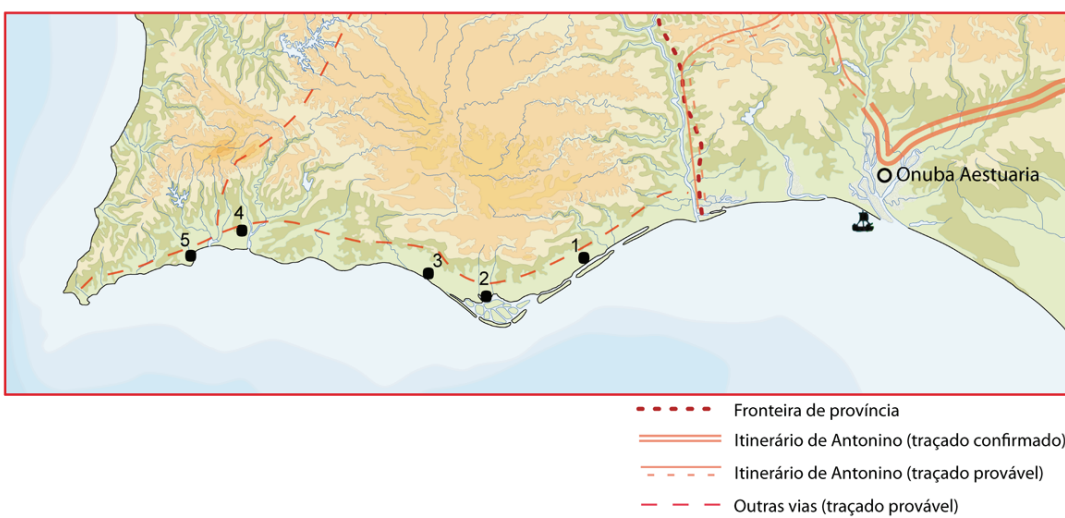 4
5
3
2
1
Onuba Aestuaria
Fronteira de província
Itinerário de Antonino (traçado confirmado)
Itinerário de Antonino (traçado provável)
Outras vias (traçado provável)